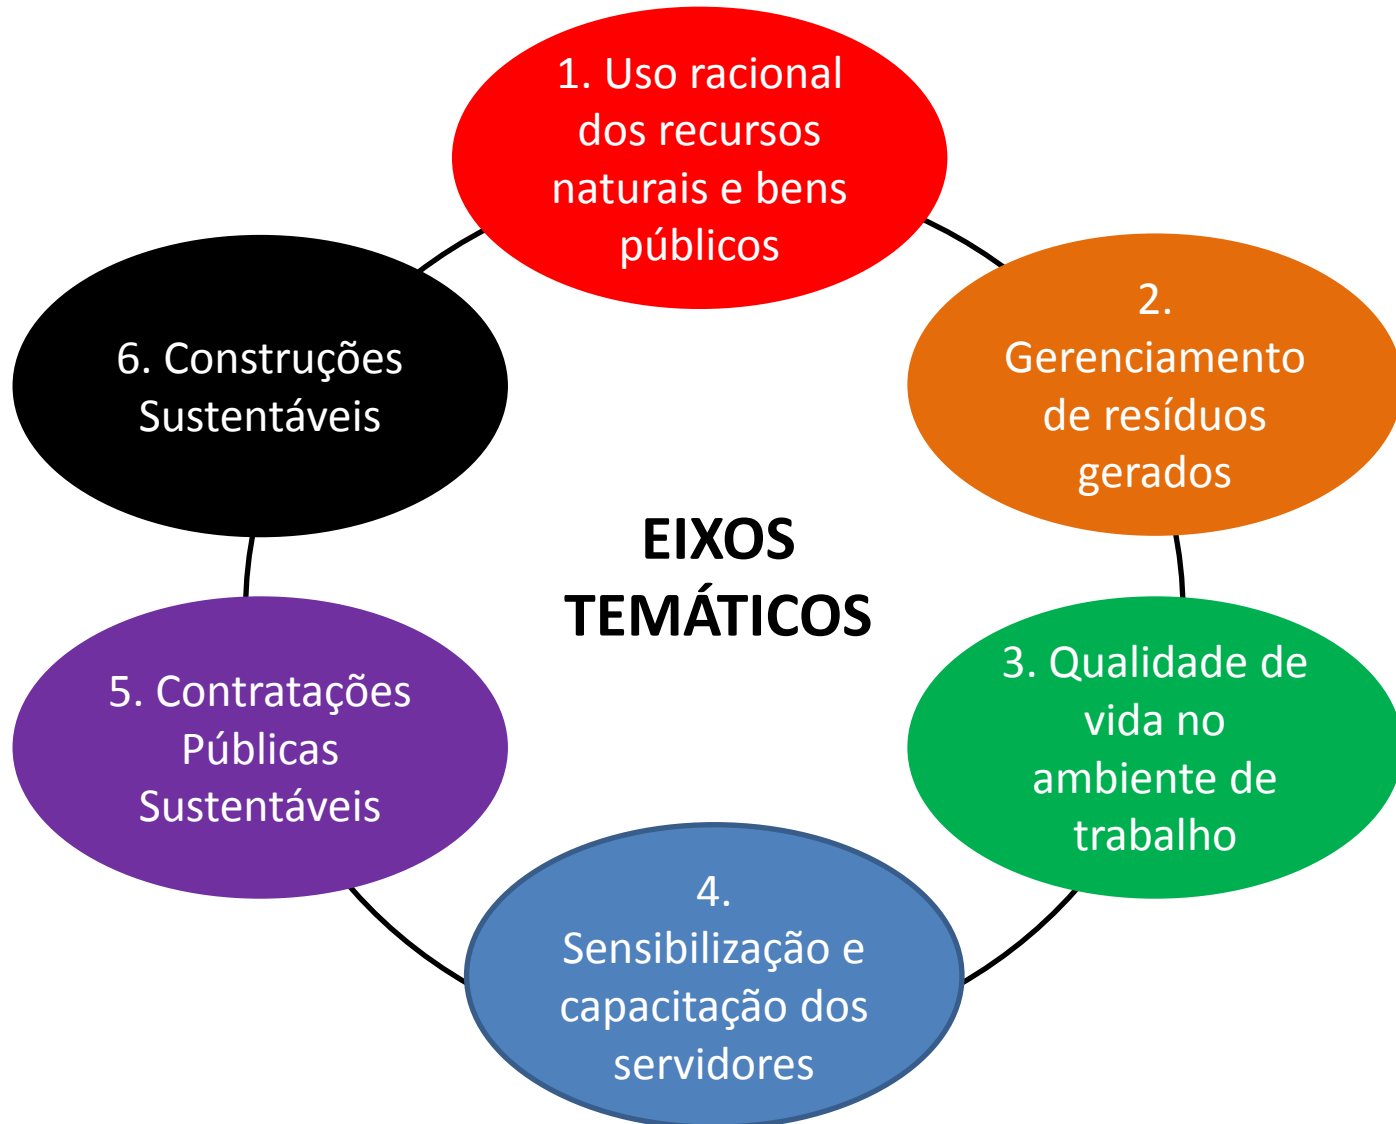 1. Uso racional
dos recursos
naturais e bens
públicos
2.
Gerenciamento
de resíduos
gerados
3. Qualidade de
vida no
ambiente de
trabalho
4.
Sensibilização e
capacitação dos
servidores
5. Contratações
Públicas
Sustentáveis
6. Construções
Sustentáveis
EIXOS
TEMÁTICOS